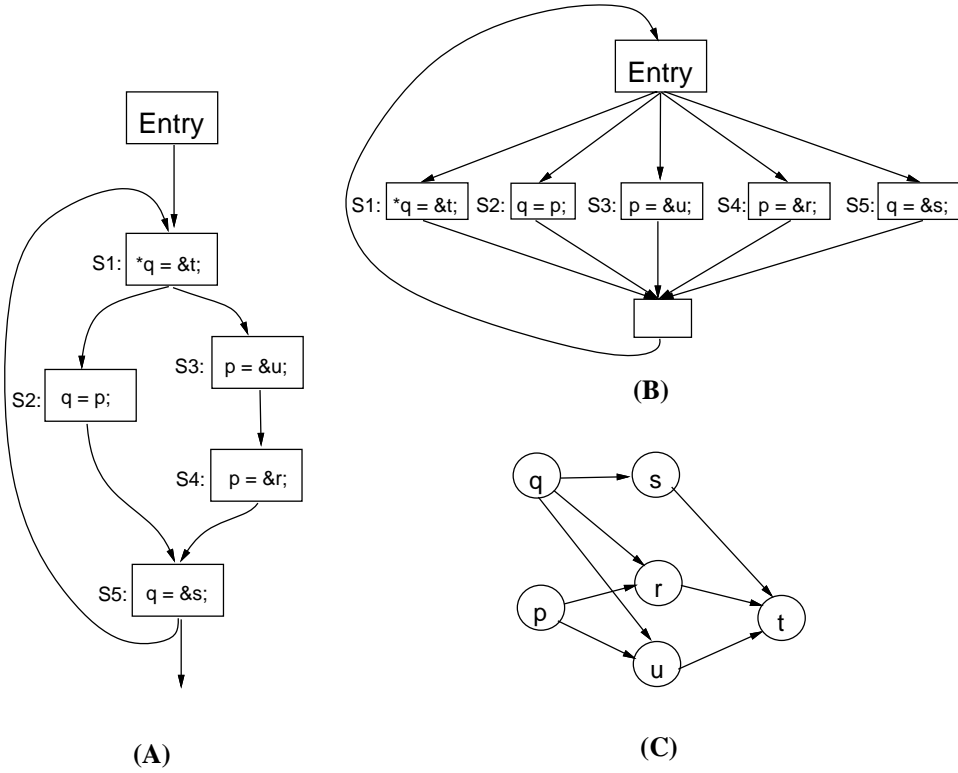 Entry
S1: *q = &t;
S2: q = p;
S3: p = &u;
S4: p = &r;
S5: q = &s;
(A)
Entry
S1: *q = &t; S2: q = p; S3: p = &u; S4: p = &r; S5: q = &s;
(B)
q s
r
p t
u
(C)